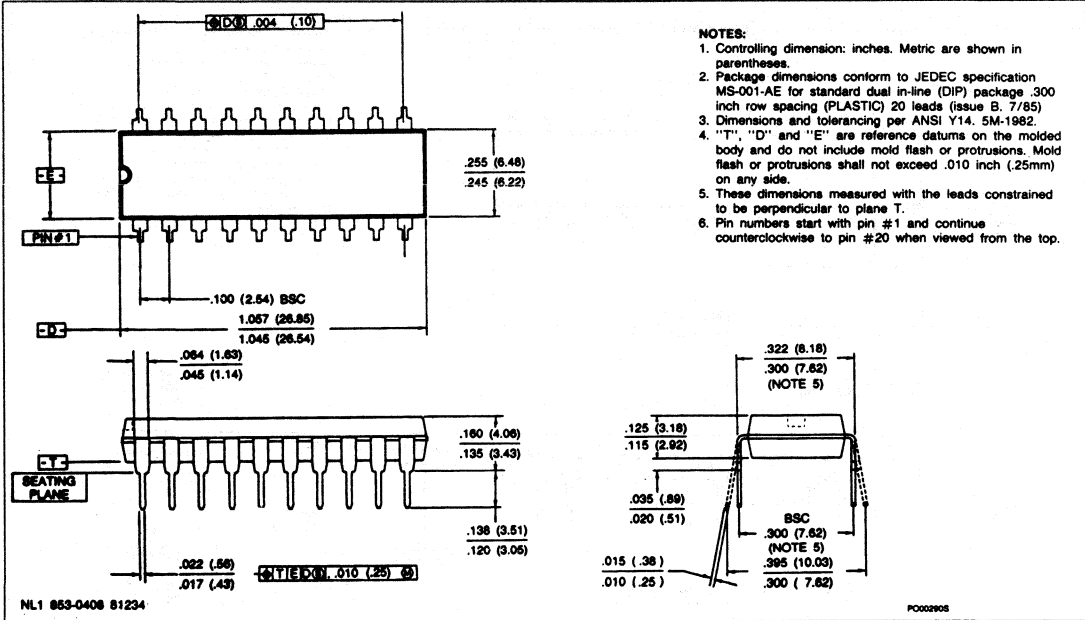 ⌖ D Ⓢ .004 (.10)
-E-
.255 (6.48)
.245 (6.22)
PIN #1
.100 (2.54) BSC
-D-
1.057 (26.85)
1.045 (26.54)
.064 (1.63)
.045 (1.14)
.160 (4.06)
.135 (3.43)
-T-
SEATING
PLANE
.138 (3.51)
.120 (3.05)
.022 (.56)
.017 (.43)
⌖ T E D Ⓢ .010 (.25) Ⓜ
NL1 853-0408 81234
NOTES:
1. Controlling dimension: inches. Metric are shown in
parentheses.
2. Package dimensions conform to JEDEC specification
MS-001-AE for standard dual in-line (DIP) package .300
inch row spacing (PLASTIC) 20 leads (issue B. 7/85)
3. Dimensions and tolerancing per ANSI Y14. 5M-1982.
4. "T", "D" and "E" are reference datums on the molded
body and do not include mold flash or protrusions. Mold
flash or protrusions shall not exceed .010 inch (.25mm)
on any side.
5. These dimensions measured with the leads constrained
to be perpendicular to plane T.
6. Pin numbers start with pin #1 and continue
counterclockwise to pin #20 when viewed from the top.
.322 (8.18)
.300 (7.62)
(NOTE 5)
.125 (3.18)
.115 (2.92)
.035 (.89)
.020 (.51)
BSC
.300 (7.62)
(NOTE 5)
.395 (10.03)
.300 ( 7.62)
.015 (.38)
.010 (.25 )
PO00290S